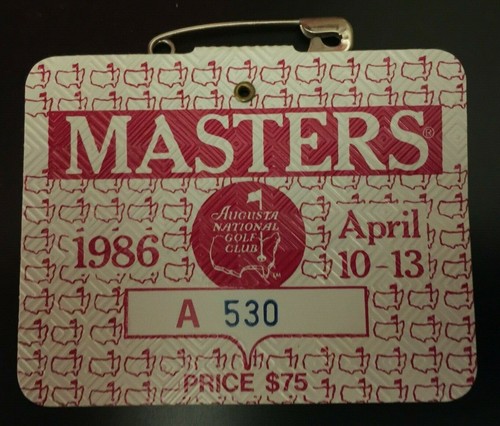 MASTERS®
AUGUSTA
NATIONAL
GOLF
CLUB
1986
April
10-13
A 530
PRICE $75